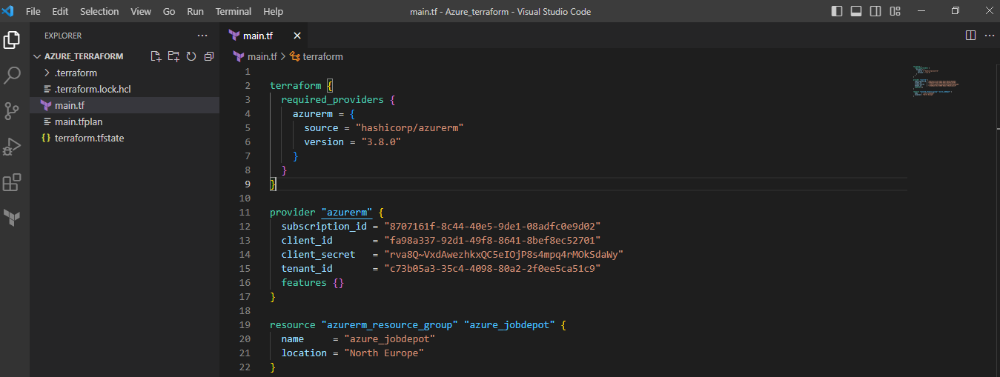 File Edit Selection View Go Run Terminal Help
main.tf - Azure_terraform - Visual Studio Code
EXPLORER
AZURE_TERRAFORM
.terraform
.terraform.lock.hcl
main.tf
main.tfplan
terraform.tfstate
main.tf
main.tf > terraform
1
2 terraform {
3   required_providers {
4     azurerm = {
5       source = "hashicorp/azurerm"
6       version = "3.8.0"
7     }
8   }
9 }
10
11 provider "azurerm" {
12   subscription_id = "8707161f-8c44-40e5-9de1-08adfc0e9d02"
13   client_id       = "fa98a337-92d1-49f8-8641-8bef8ec52701"
14   client_secret   = "rva8Q~VxdAwezhkxQC5eIOjP8s4mpq4rMOkSdaWy"
15   tenant_id       = "c73b05a3-35c4-4098-80a2-2f0ee5ca51c9"
16   features {}
17 }
18
19 resource "azurerm_resource_group" "azure_jobdepot" {
20   name     = "azure_jobdepot"
21   location = "North Europe"
22 }